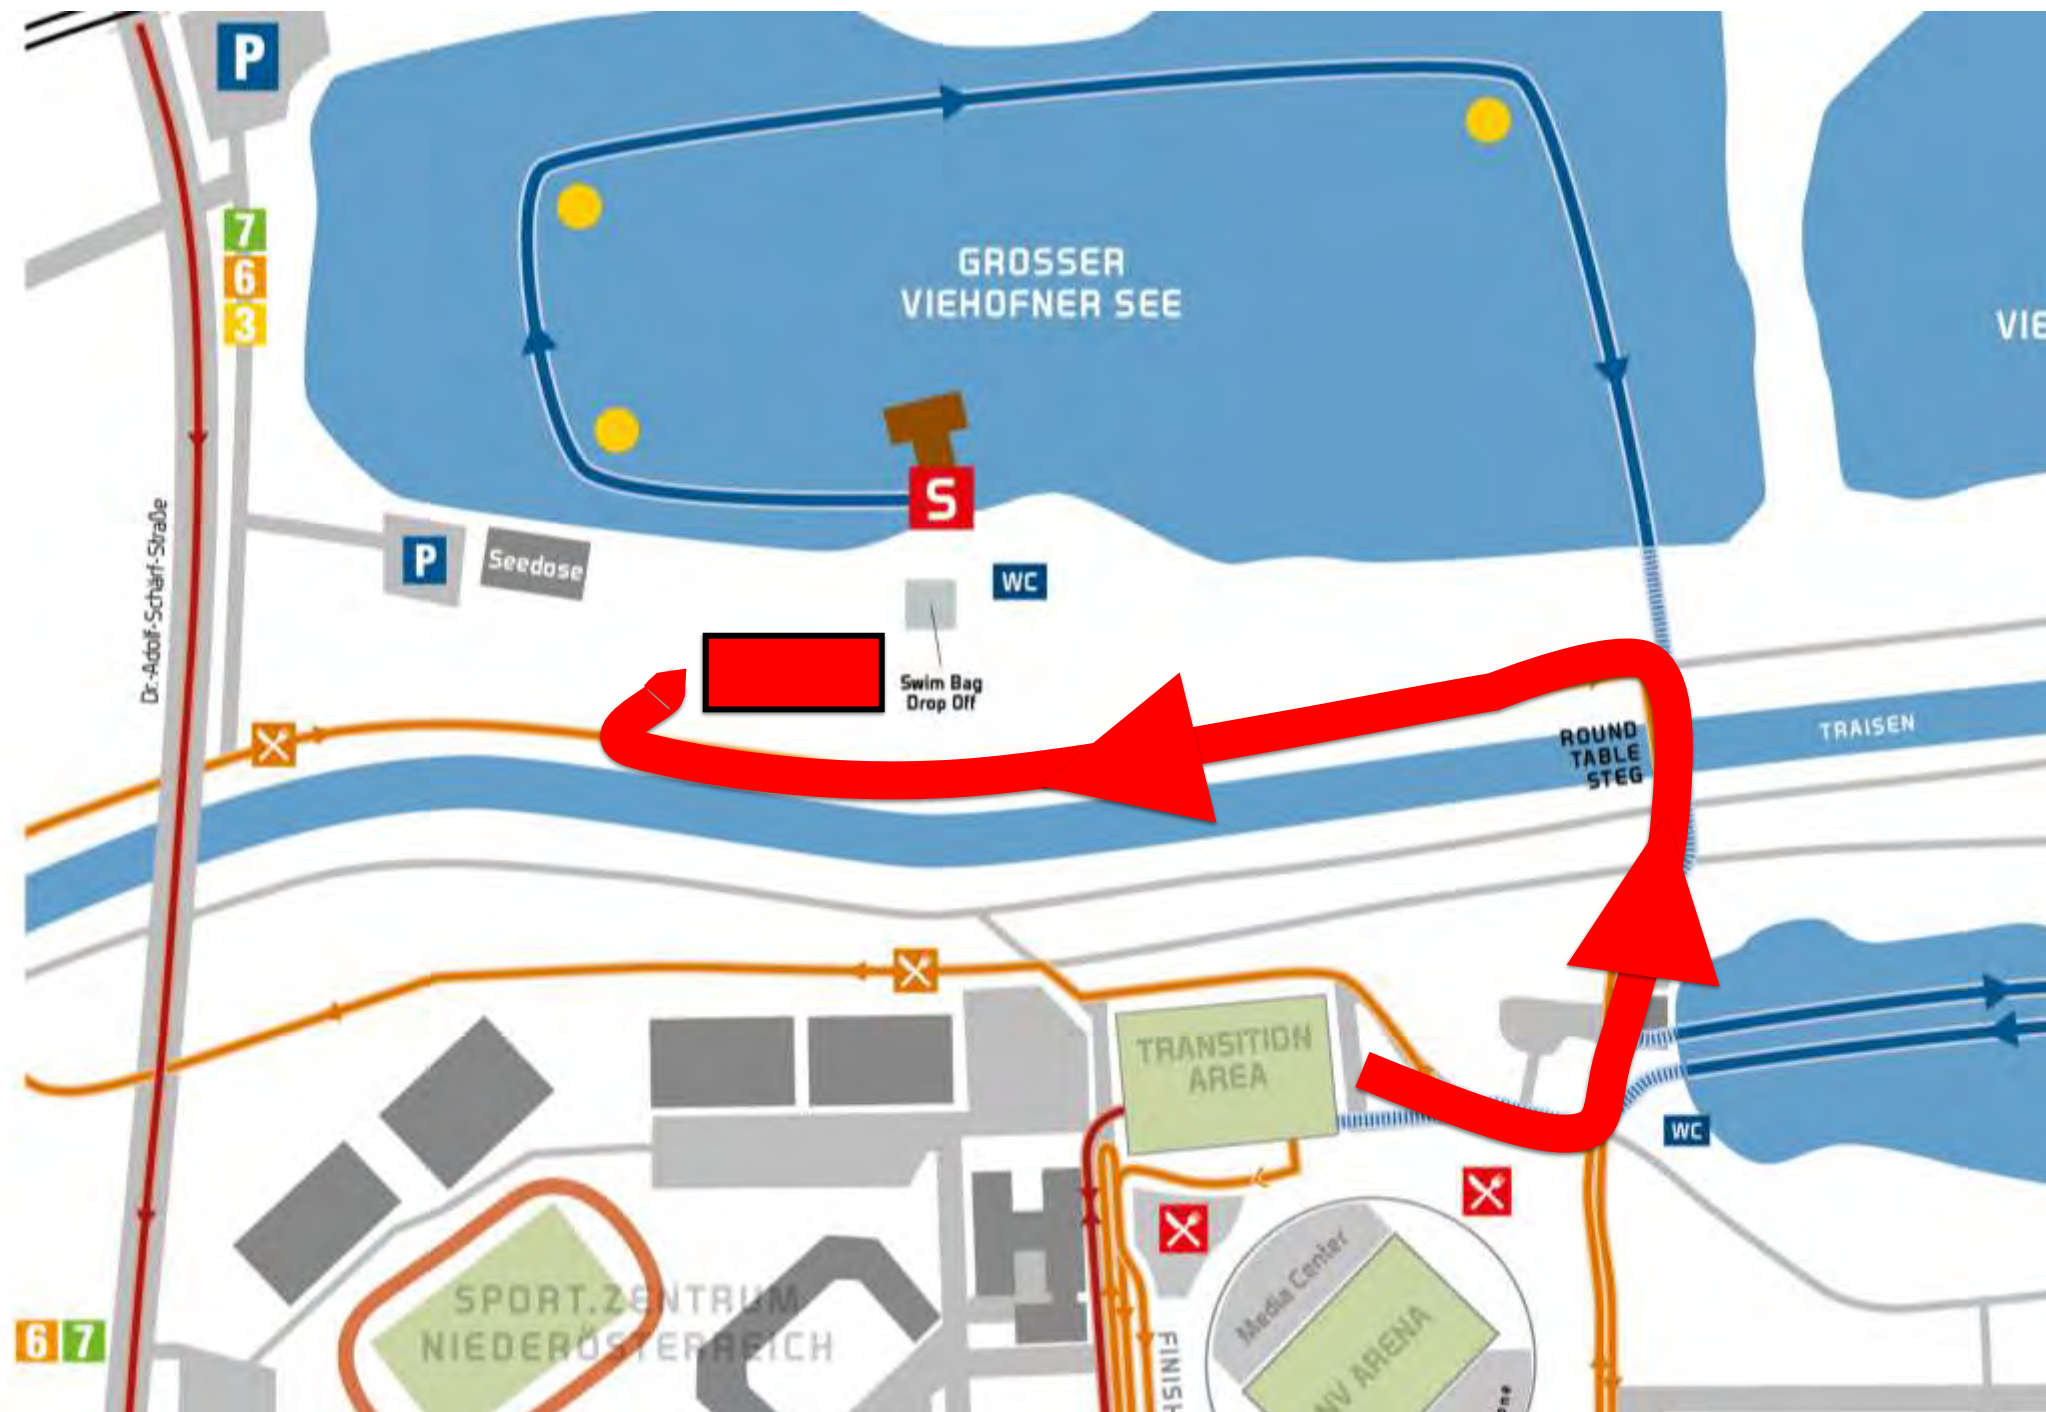 P
7
6
3
GROSSER
VIEHOFNER SEE
VIE
S
P
Seedose
WC
Dr.-Adolf-Schärf-Straße
Swim Bag
Drop Off
ROUND
TABLE
STEG
TRAISEN
TRANSITION
AREA
WC
SPORT.ZENTRUM
NIEDERÖSTERREICH
6 7
Media Center
NV ARENA
FINISH
one